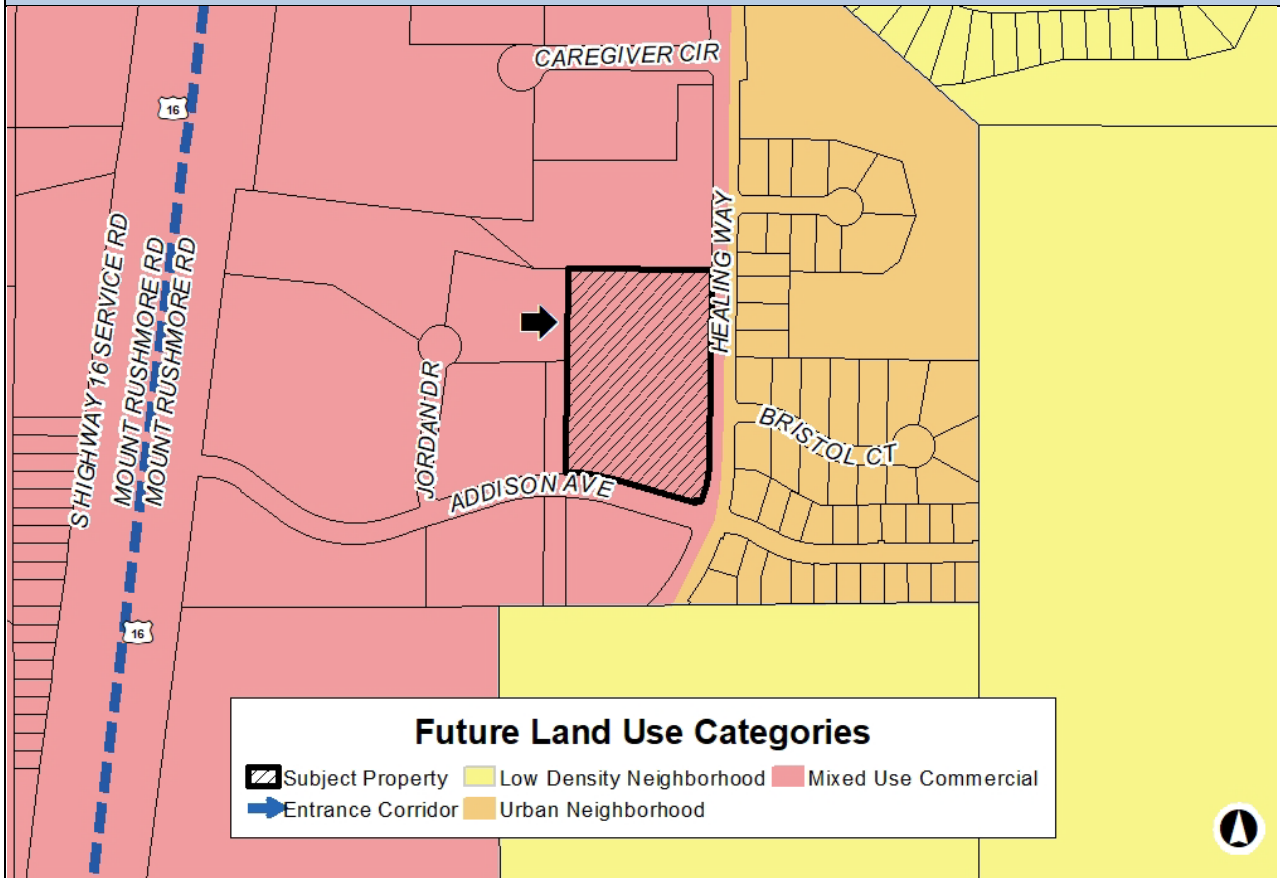 CAREGIVER CIR
16
HEALING WAY
S HIGHWAY 16 SERVICE RD
MOUNT RUSHMORE RD
MOUNT RUSHMORE RD
JORDAN DR
BRISTOL CT
ADDISON AVE
16
Future Land Use Categories
Subject Property Low Density Neighborhood Mixed Use Commercial
Entrance Corridor Urban Neighborhood